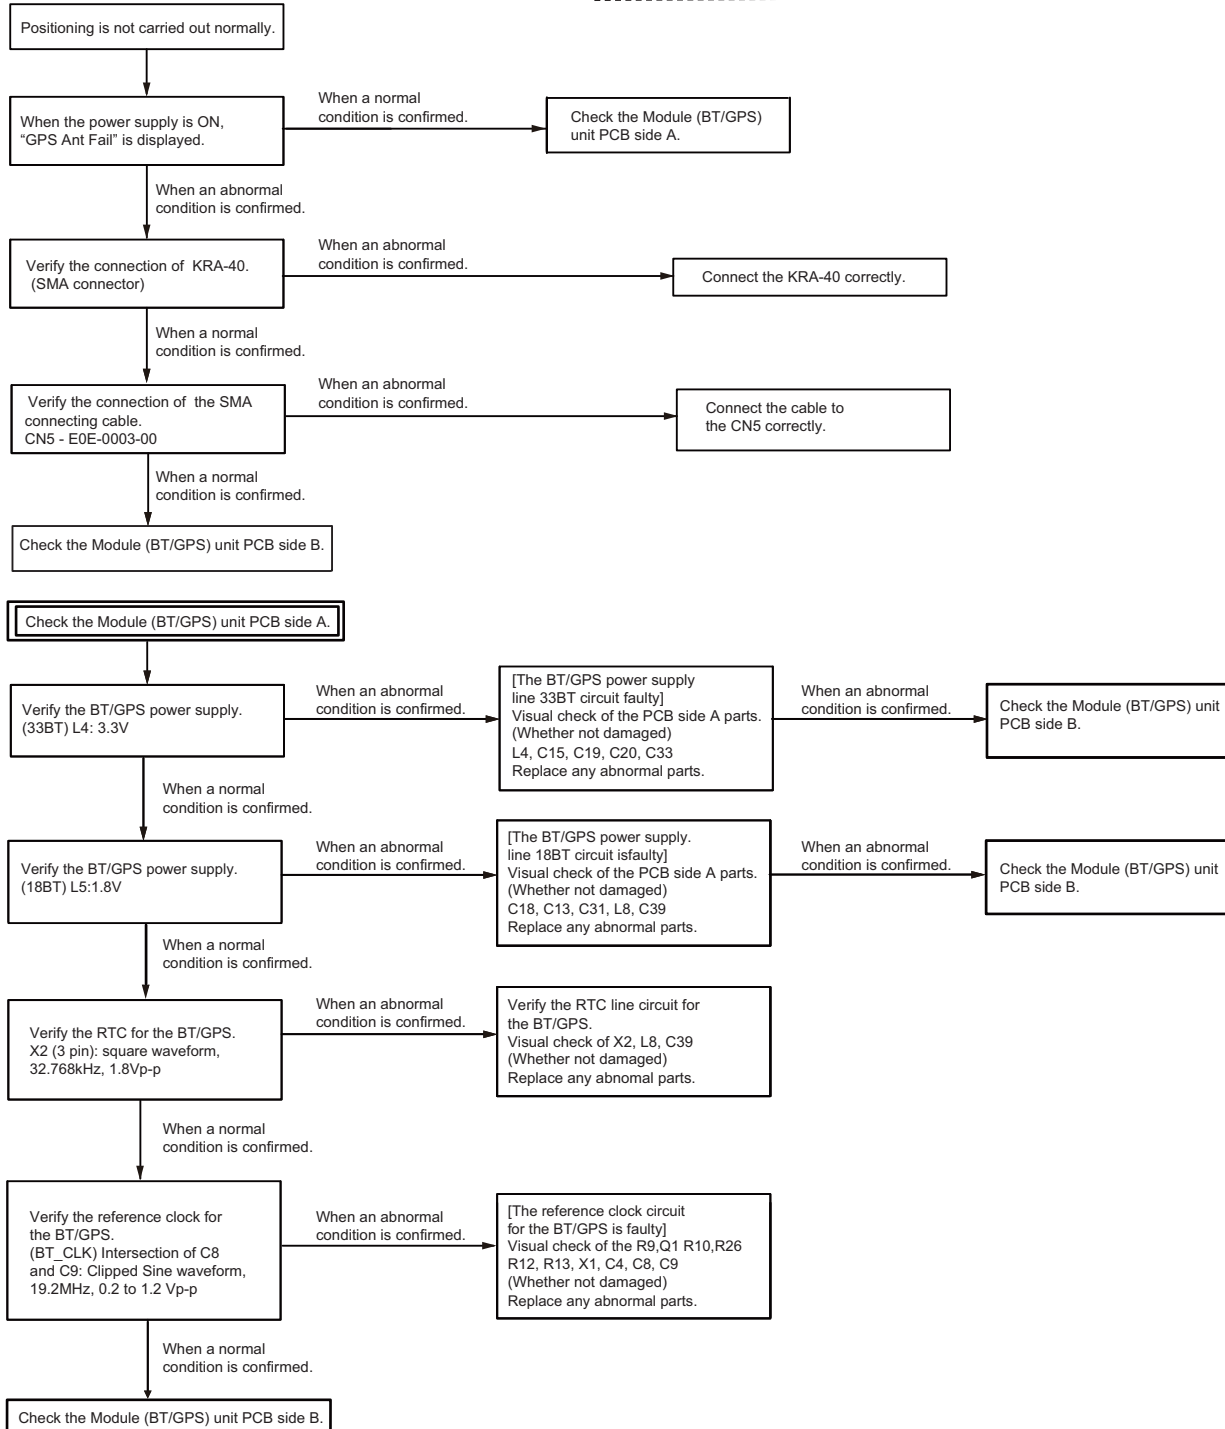 Positioning is not carried out normally.
When the power supply is ON,
“GPS Ant Fail” is displayed.
When a normal
condition is confirmed.
Check the Module (BT/GPS)
unit PCB side A.
When an abnormal
condition is confirmed.
Verify the connection of KRA-40.
(SMA connector)
When an abnormal
condition is confirmed.
Connect the KRA-40 correctly.
When a normal
condition is confirmed.
Verify the connection of the SMA
connecting cable.
CN5 - E0E-0003-00
When an abnormal
condition is confirmed.
Connect the cable to
the CN5 correctly.
When a normal
condition is confirmed.
Check the Module (BT/GPS) unit PCB side B.
Check the Module (BT/GPS) unit PCB side A.
Verify the BT/GPS power supply.
(33BT) L4: 3.3V
When an abnormal
condition is confirmed.
[The BT/GPS power supply
line 33BT circuit faulty]
Visual check of the PCB side A parts.
(Whether not damaged)
L4, C15, C19, C20, C33
Replace any abnormal parts.
When an abnormal
condition is confirmed.
Check the Module (BT/GPS) unit
PCB side B.
When a normal
condition is confirmed.
Verify the BT/GPS power supply.
(18BT) L5:1.8V
When an abnormal
condition is confirmed.
[The BT/GPS power supply.
line 18BT circuit isfaulty]
Visual check of the PCB side A parts.
(Whether not damaged)
C18, C13, C31, L8, C39
Replace any abnormal parts.
When an abnormal
condition is confirmed.
Check the Module (BT/GPS) unit
PCB side B.
When a normal
condition is confirmed.
Verify the RTC for the BT/GPS.
X2 (3 pin): square waveform,
32.768kHz, 1.8Vp-p
When an abnormal
condition is confirmed.
Verify the RTC line circuit for
the BT/GPS.
Visual check of X2, L8, C39
(Whether not damaged)
Replace any abnomal parts.
When a normal
condition is confirmed.
Verify the reference clock for
the BT/GPS.
(BT_CLK) Intersection of C8
and C9: Clipped Sine waveform,
19.2MHz, 0.2 to 1.2 Vp-p
When an abnormal
condition is confirmed.
[The reference clock circuit
for the BT/GPS is faulty]
Visual check of the R9,Q1 R10,R26
R12, R13, X1, C4, C8, C9
(Whether not damaged)
Replace any abnormal parts.
When a normal
condition is confirmed.
Check the Module (BT/GPS) unit PCB side B.